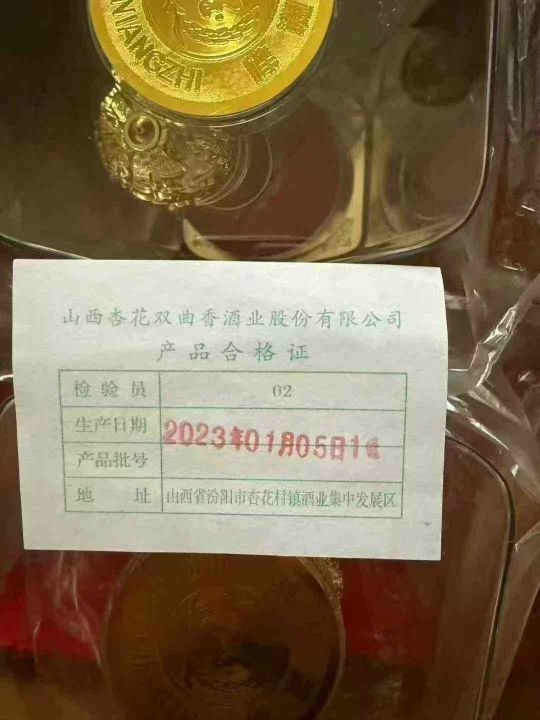 NIANGZHI
山西杏花双曲香酒业股份有限公司
产品合格证
检验员 02
生产日期 2023年01月05日1
产品批号
地址 山西省汾阳市杏花村镇酒业集中发展区